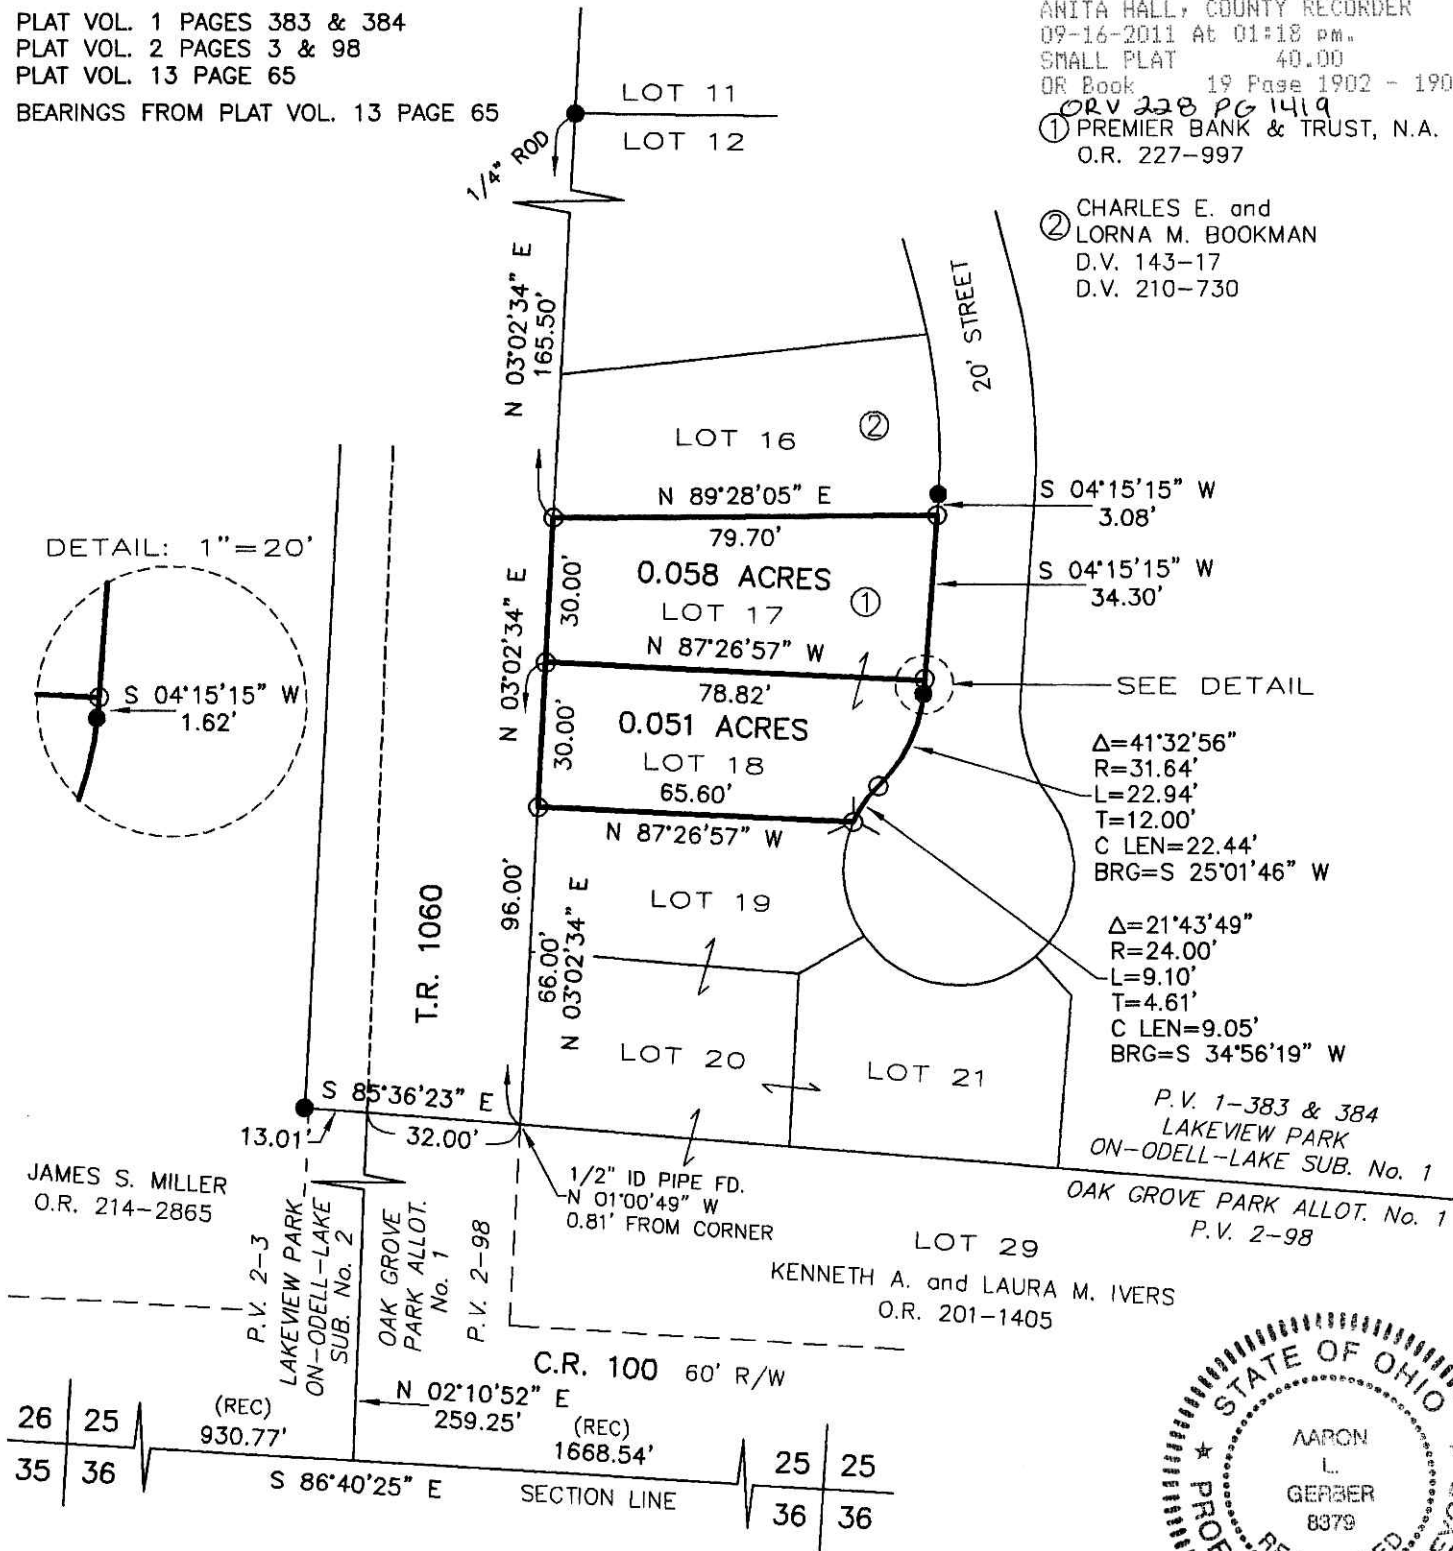 PLAT VOL. 1 PAGES 383 & 384
PLAT VOL. 2 PAGES 3 & 98
PLAT VOL. 13 PAGE 65
BEARINGS FROM PLAT VOL. 13 PAGE 65
ANITA HALL, COUNTY RECORDER
09-16-2011 At 01:18 pm.
SMALL PLAT 40.00
OR Book 19 Page 1902 - 190
ORV 228 PG 1419
① PREMIER BANK & TRUST, N.A.
O.R. 227-997
② CHARLES E. and
LORNA M. BOOKMAN
D.V. 143-17
D.V. 210-730
LOT 11
LOT 12
1/4" ROD
N 03°02'34" E
165.50'
20' STREET
LOT 16 ②
N 89°28'05" E
79.70'
S 04°15'15" W
3.08'
S 04°15'15" W
34.30'
DETAIL: 1"=20'
S 04°15'15" W
1.62'
N 03°02'34" E
30.00'
0.058 ACRES
LOT 17 ①
N 87°26'57" W
78.82'
SEE DETAIL
30.00'
0.051 ACRES
LOT 18
65.60'
N 87°26'57" W
Δ=41°32'56"
R=31.64'
L=22.94'
T=12.00'
C LEN=22.44'
BRG=S 25°01'46" W
Δ=21°43'49"
R=24.00'
L=9.10'
T=4.61'
C LEN=9.05'
BRG=S 34°56'19" W
T.R. 1060
96.00'
66.00'
N 03°02'34" E
LOT 19
LOT 20
LOT 21
S 85°36'23" E
13.01'
32.00'
1/2" ID PIPE FD.
N 01°00'49" W
0.81' FROM CORNER
P.V. 1-383 & 384
LAKEVIEW PARK
ON-ODELL-LAKE SUB. No. 1
OAK GROVE PARK ALLOT. No. 1
P.V. 2-98
JAMES S. MILLER
O.R. 214-2865
P.V. 2-3
LAKEVIEW PARK
ON-ODELL-LAKE
SUB. No. 2
OAK GROVE
PARK ALLOT.
No. 1
P.V. 2-98
LOT 29
KENNETH A. and LAURA M. IVERS
O.R. 201-1405
C.R. 100 60' R/W
N 02°10'52" E
259.25'
26 25
35 36
(REC)
930.77'
(REC)
1668.54'
S 86°40'25" E
SECTION LINE
25 25
36 36
STATE OF OHIO
AARON
L.
GERBER
8379